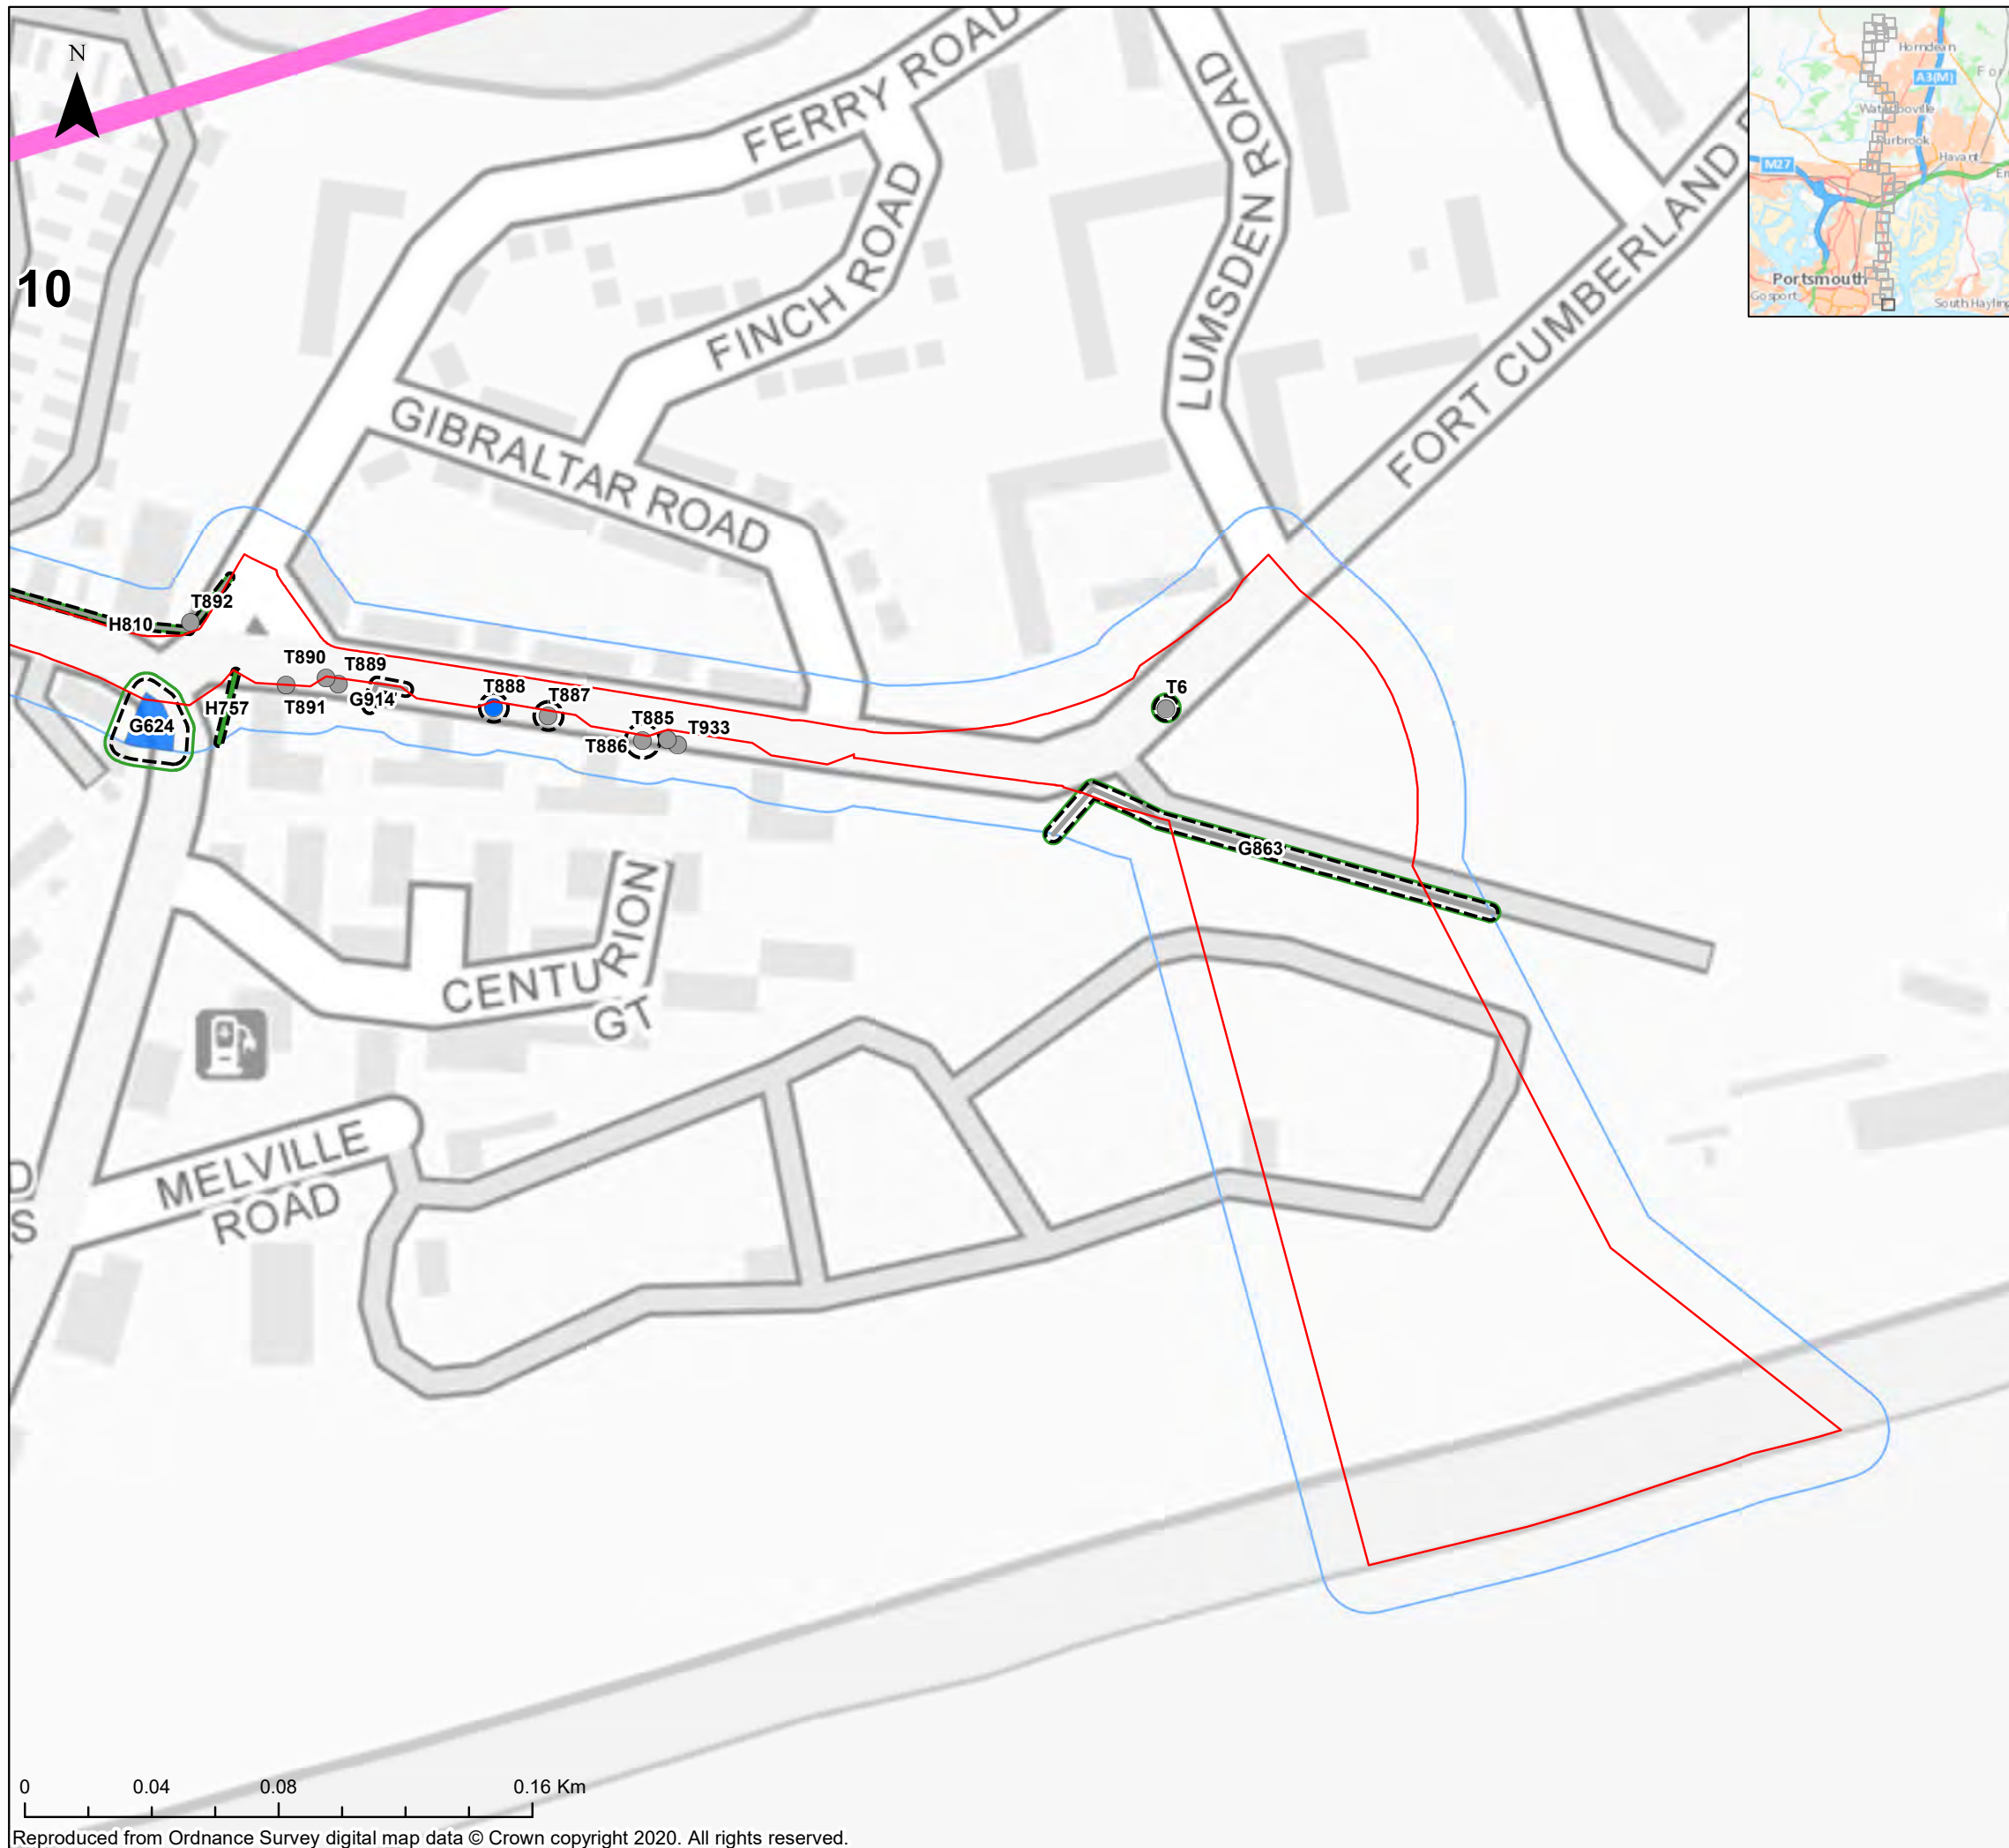 N
10
FERRY ROAD
FINCH ROAD
GIBRALTAR ROAD
LUMSDEN ROAD
FORT CUMBERLAND
Horndean
A3(M)
Waterlooville
Purbrook
M27
Havant
Portsmouth
Gosport
South Hayling
T892
H810
T890
T889
T891
G914
T888
T887
T885
T886
T933
T6
G624
H757
G863
CENTURION
GT
MELVILLE
ROAD
D
S
0 0.04 0.08 0.16 Km
Reproduced from Ordnance Survey digital map data © Crown copyright 2020. All rights reserved.